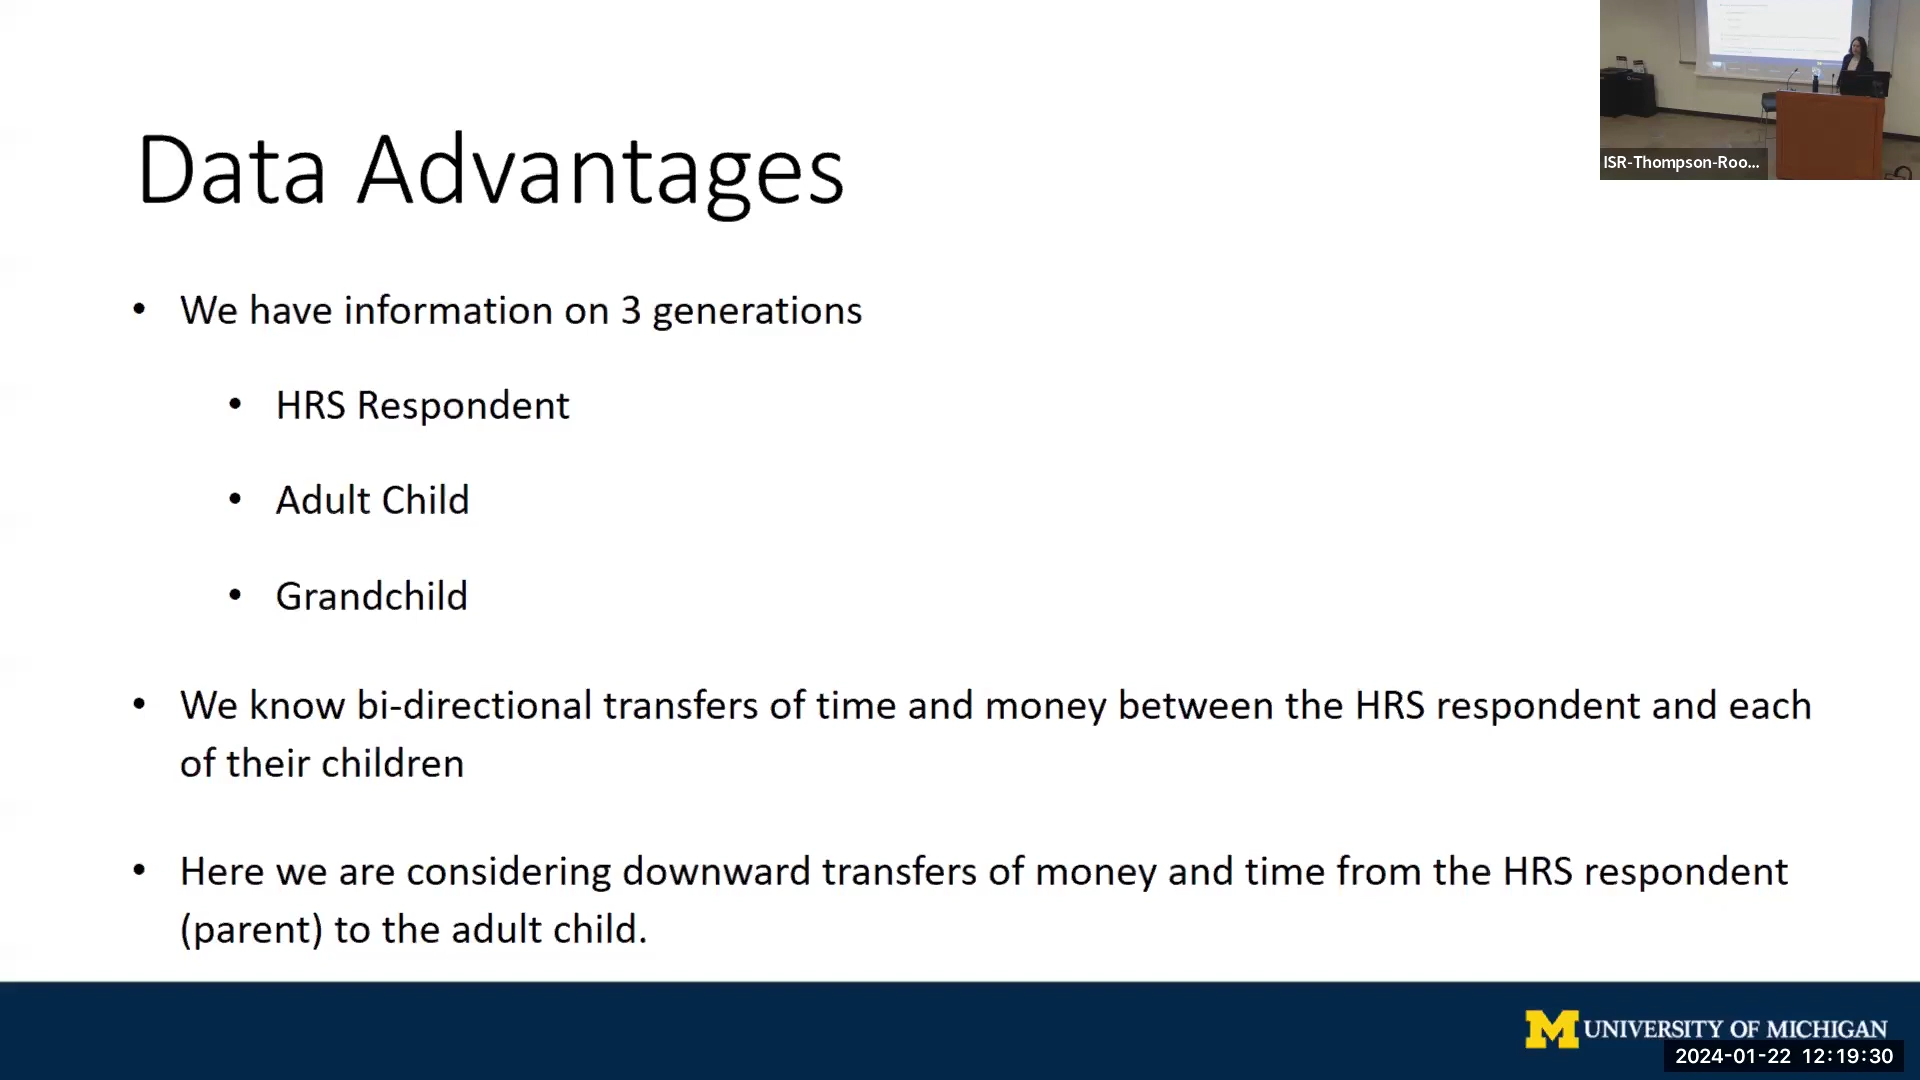 ISR-Thompson-Roo...
Data Advantages
• We have information on 3 generations
• HRS Respondent
• Adult Child
• Grandchild
• We know bi-directional transfers of time and money between the HRS respondent and each
of their children
• Here we are considering downward transfers of money and time from the HRS respondent
(parent) to the adult child.
M UNIVERSITY OF MICHIGAN
2024-01-22 12:19:30